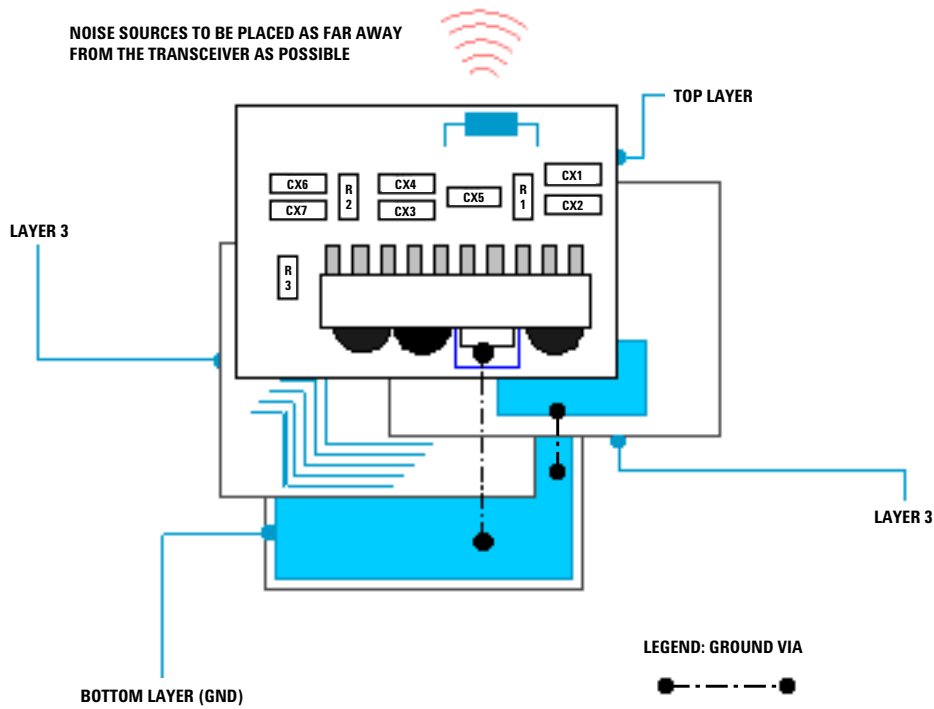 NOISE SOURCES TO BE PLACED AS FAR AWAY
FROM THE TRANSCEIVER AS POSSIBLE
TOP LAYER
CX6
R
2
CX4
CX5
R
1
CX1
CX7
CX3
CX2
LAYER 3
R
3
LAYER 3
LEGEND: GROUND VIA
BOTTOM LAYER (GND)